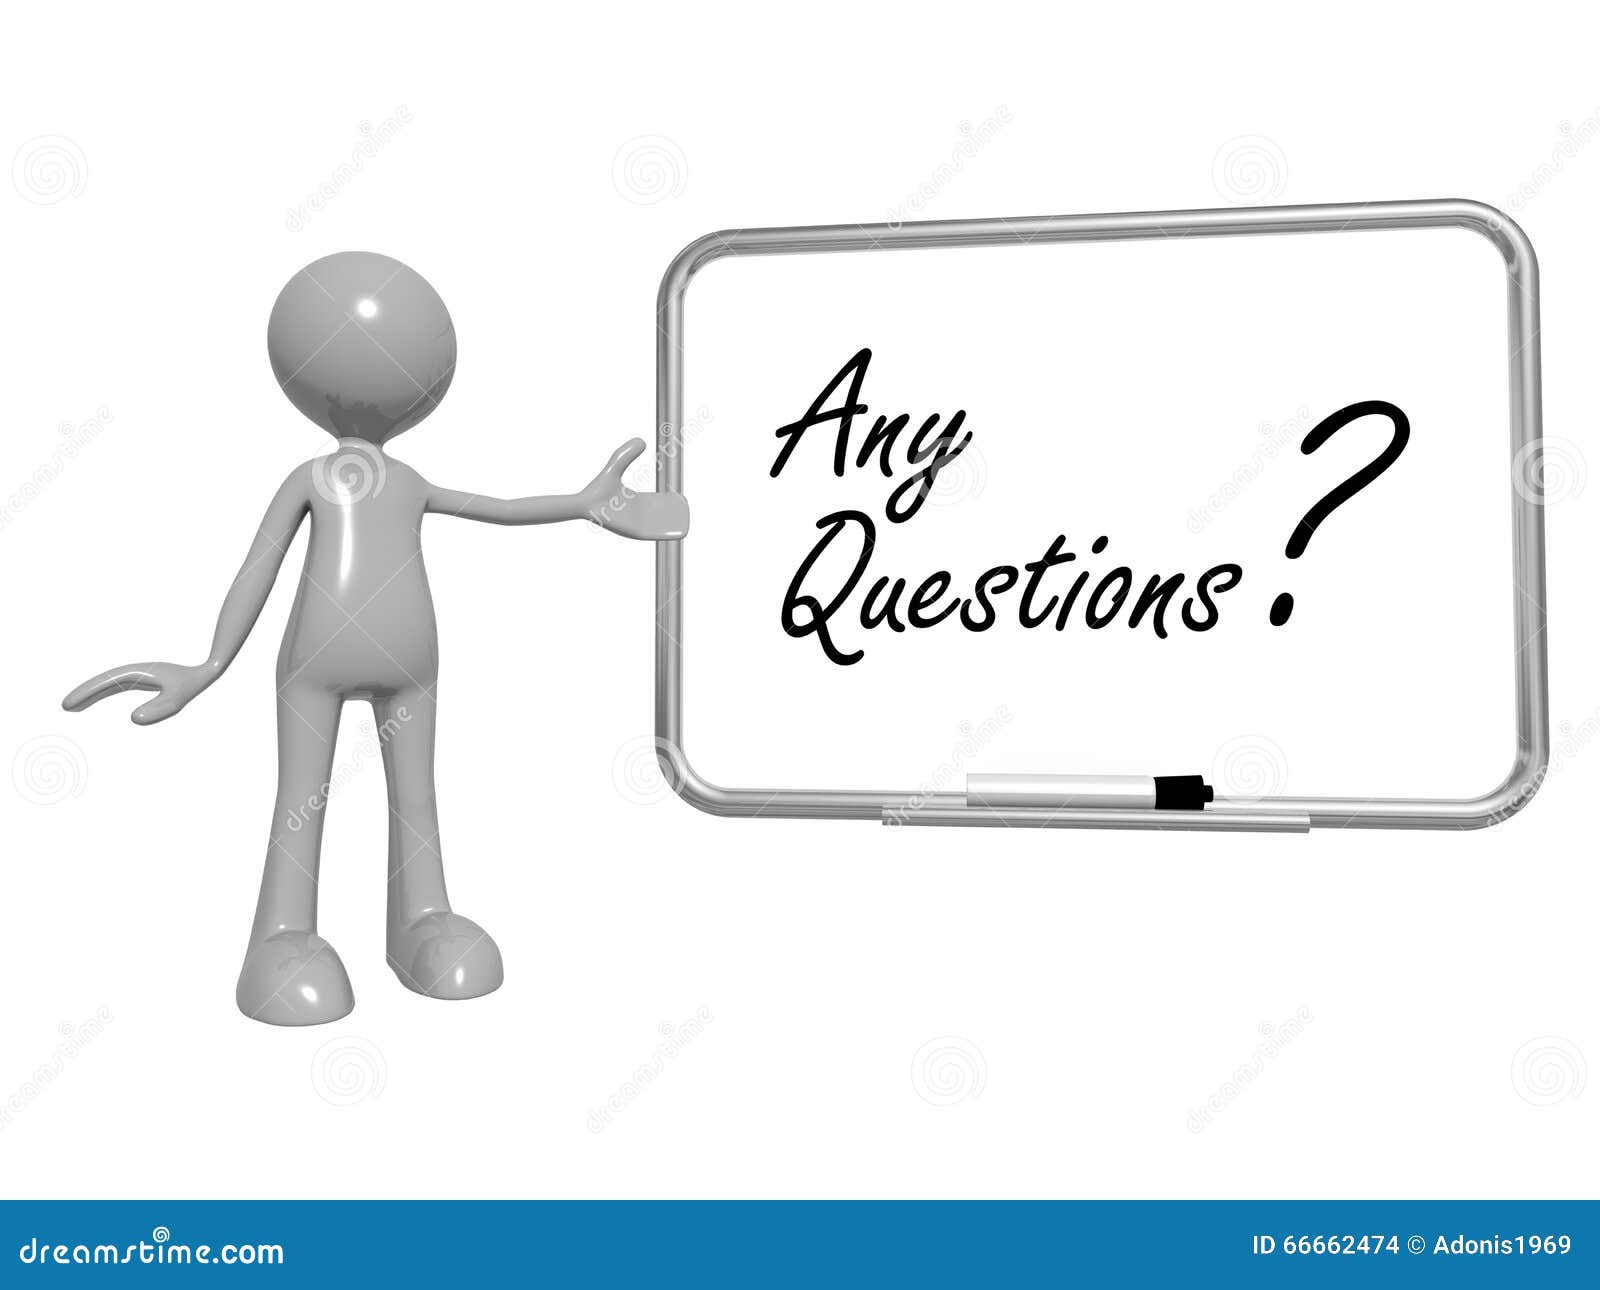 Any
Questions?
dreamstime.com
ID 66662474 © Adonis1969